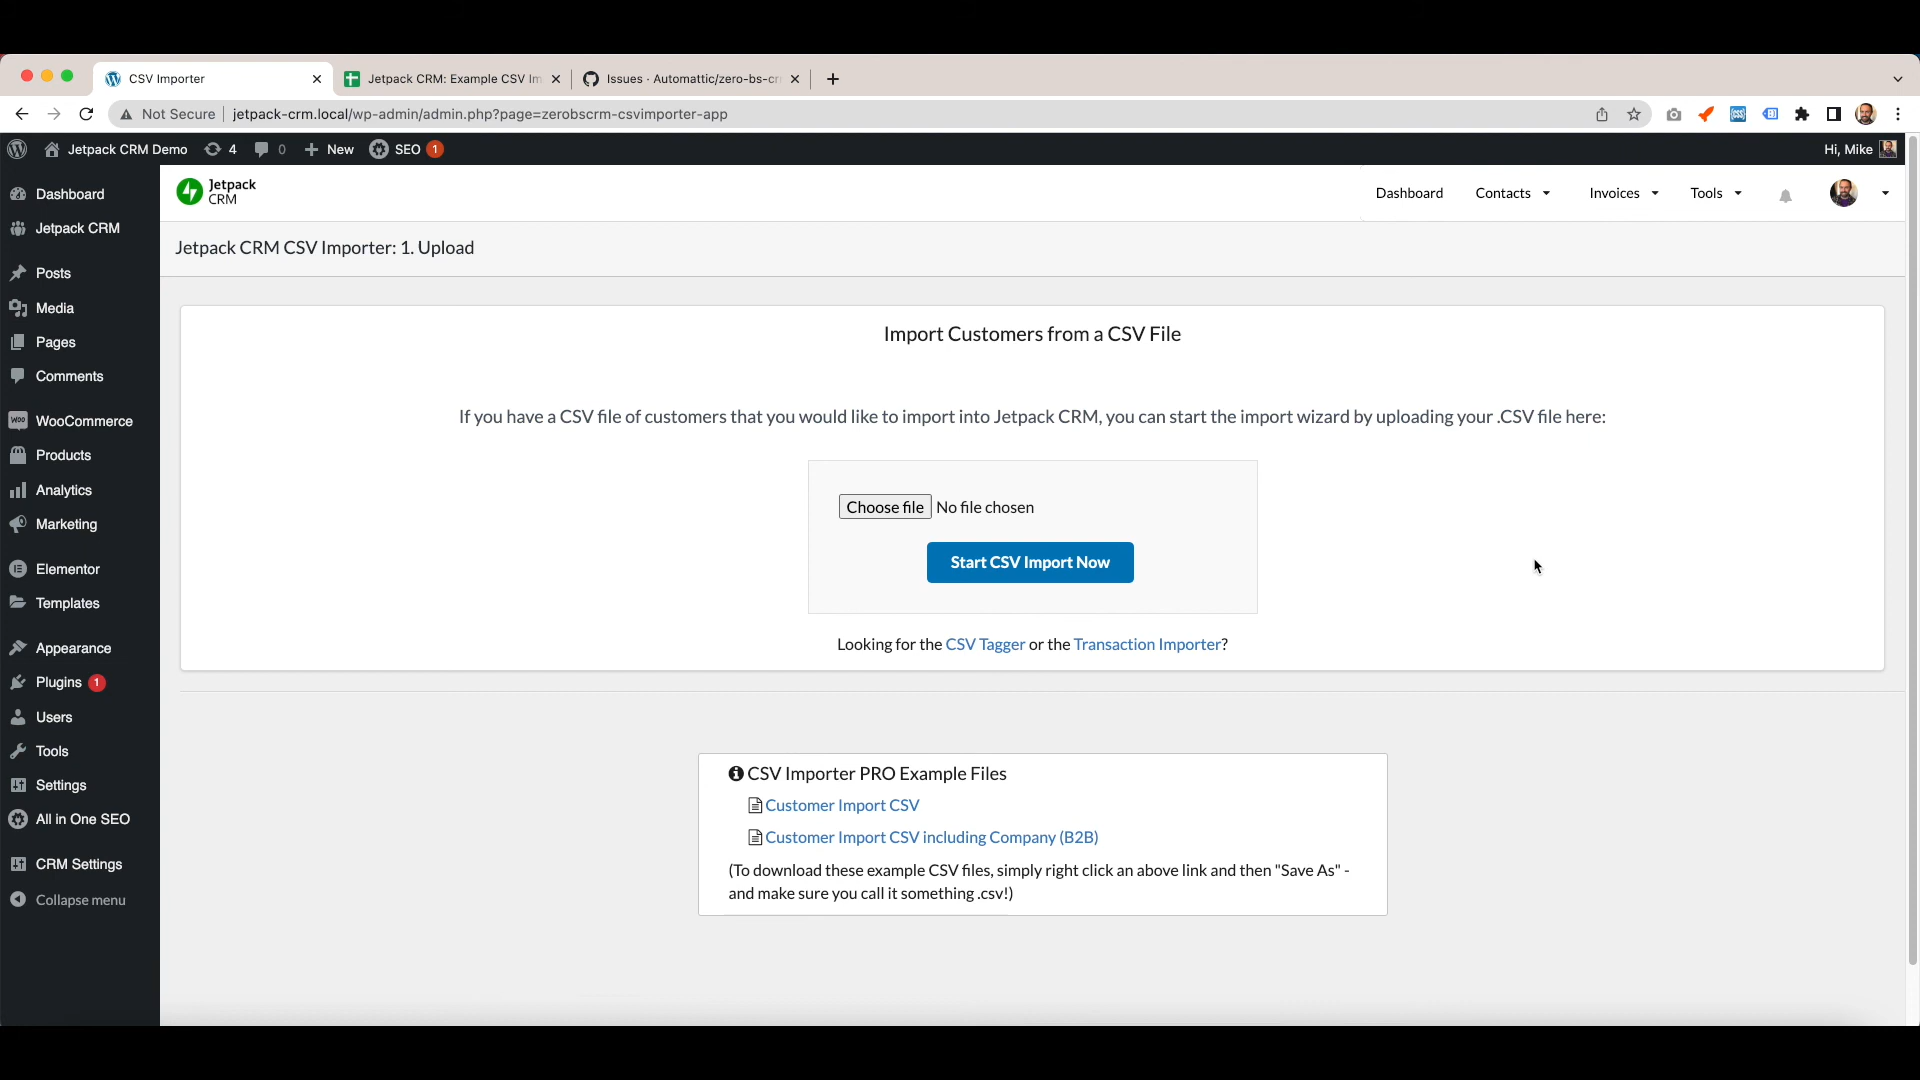 CSV Importer
Jetpack CRM: Example CSV Im
Issues · Automattic/zero-bs-cr
Not Secure
jetpack-crm.local/wp-admin/admin.php?page=zerobscrm-csvimporter-app
Jetpack CRM Demo
4
0
New
SEO
1
Hi, Mike
Dashboard
Jetpack CRM
Posts
Media
Pages
Comments
WooCommerce
Products
Analytics
Marketing
Elementor
Templates
Appearance
Plugins 1
Users
Tools
Settings
All in One SEO
CRM Settings
Collapse menu
Jetpack
CRM
Dashboard
Contacts
Invoices
Tools
Jetpack CRM CSV Importer: 1. Upload
Import Customers from a CSV File
If you have a CSV file of customers that you would like to import into Jetpack CRM, you can start the import wizard by uploading your .CSV file here:
Choose file No file chosen
Start CSV Import Now
Looking for the CSV Tagger or the Transaction Importer?
CSV Importer PRO Example Files
Customer Import CSV
Customer Import CSV including Company (B2B)
(To download these example CSV files, simply right click an above link and then "Save As" -
and make sure you call it something .csv!)